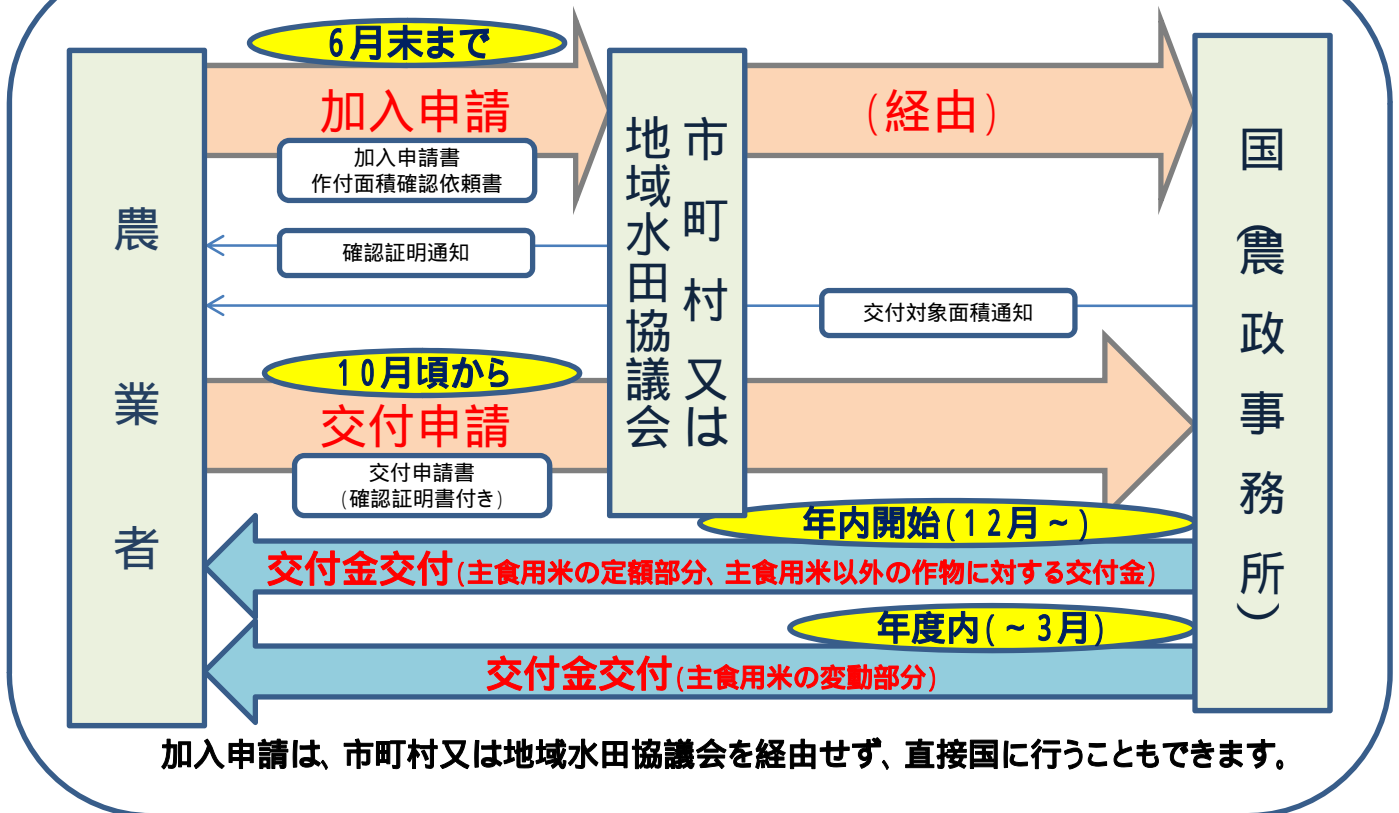 農業者
6月末まで
加入申請
加入申請書
作付面積確認依頼書
確認証明通知
市町村又は
地域水田協議会
(経由)
交付対象面積通知
国(農政事務所)
10月頃から
交付申請
交付申請書
(確認証明書付き)
年内開始(12月~)
交付金交付(主食用米の定額部分、主食用米以外の作物に対する交付金)
年度内(~3月)
交付金交付(主食用米の変動部分)
加入申請は、市町村又は地域水田協議会を経由せず、直接国に行うこともできます。